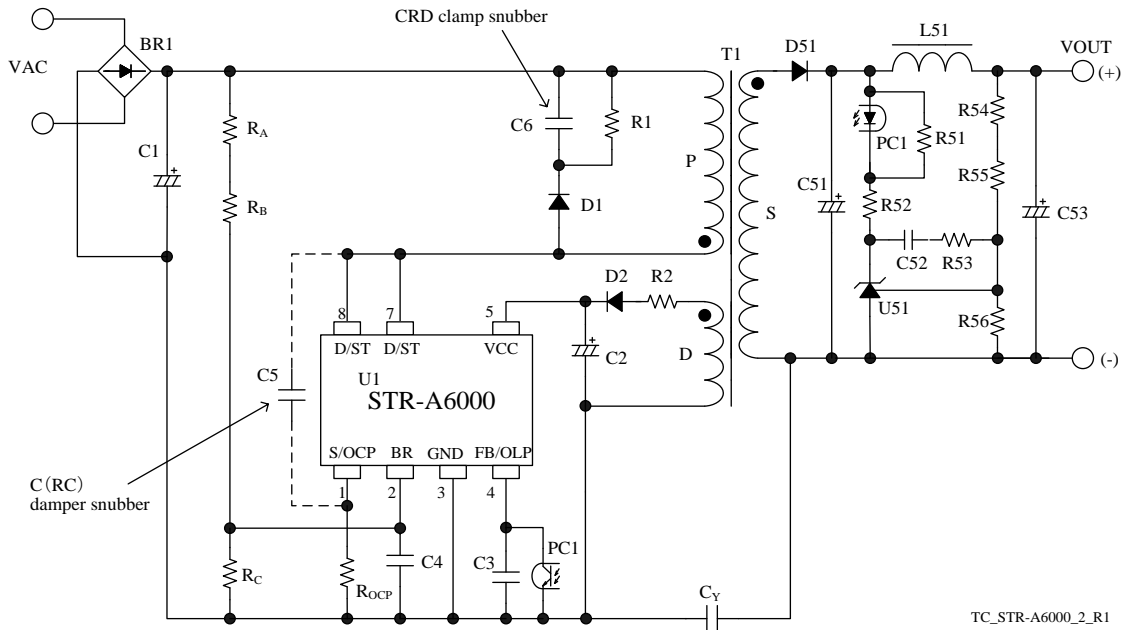 CRD clamp snubber
VAC
BR1
T1
D51
L51
VOUT
(+)
C1
RA
RB
C6
R1
P
S
PC1
R51
R54
R55
C51
R52
C53
D1
C52
R53
U51
R56
D2
R2
C2
D
(-)
8
7
5
D/ST
D/ST
VCC
C5
U1
STR-A6000
S/OCP
BR
GND
FB/OLP
1
2
3
4
C(RC)
damper snubber
RC
ROCP
C4
C3
PC1
CY
TC_STR-A6000_2_R1